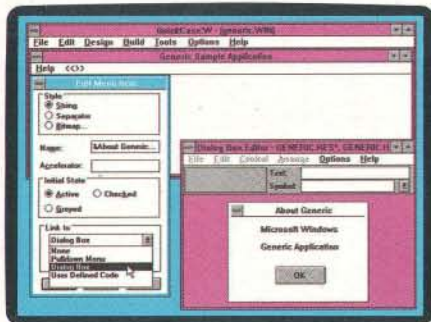 QuickCase:W - [generic.WIN]
File Edit Design Build Tools Options Help
Generic Sample Application
Help <<>>
Pull Menu Item
Style
String
Separator
Bitmap...
Name: &About Generic...
Accelerator:
Initial State
Active Checked
Grayed
Link to
Dialog Box
None
Pulldown Menu
Dialog Box
User Defined Code
Dialog Box Editor - GENERIC.RES*, GENERIC.H
File Edit Control Arrange Options Help
Text:
Symbol:
About Generic
Microsoft Windows
Generic Application
OK